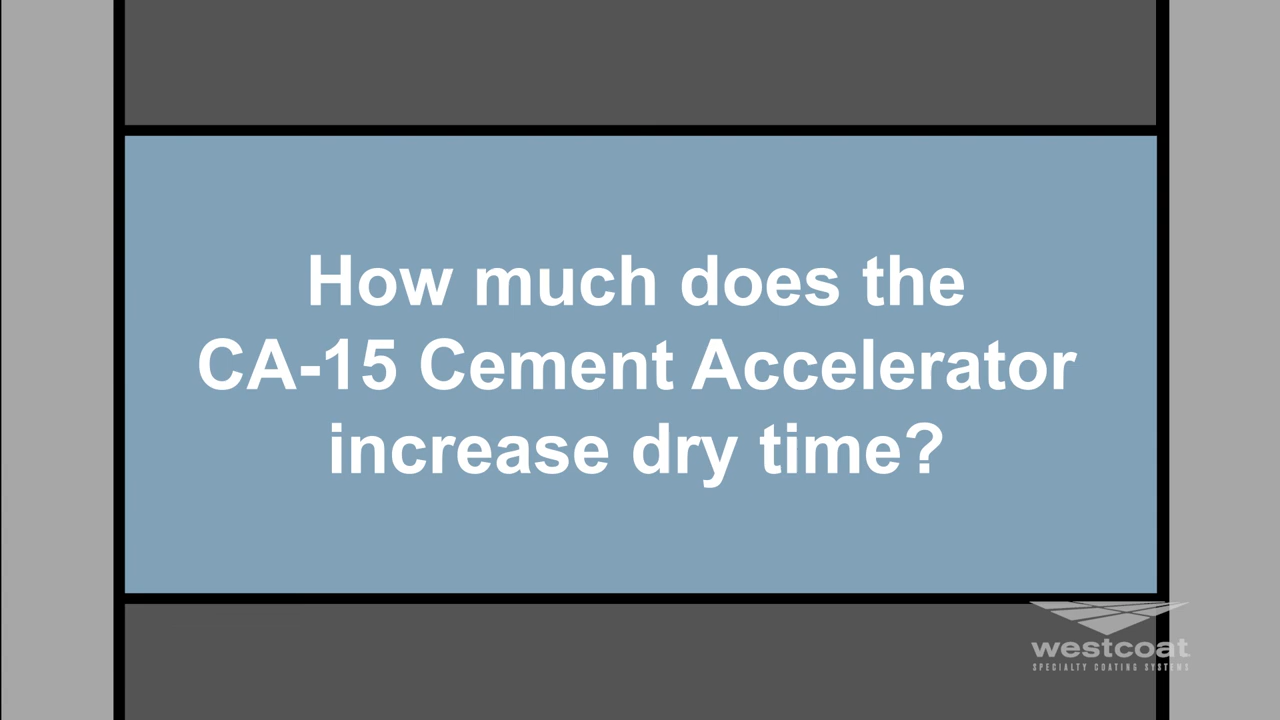 How much does the
CA-15 Cement Accelerator
increase dry time?
westcoat
SPECIALTY COATING SYSTEMS